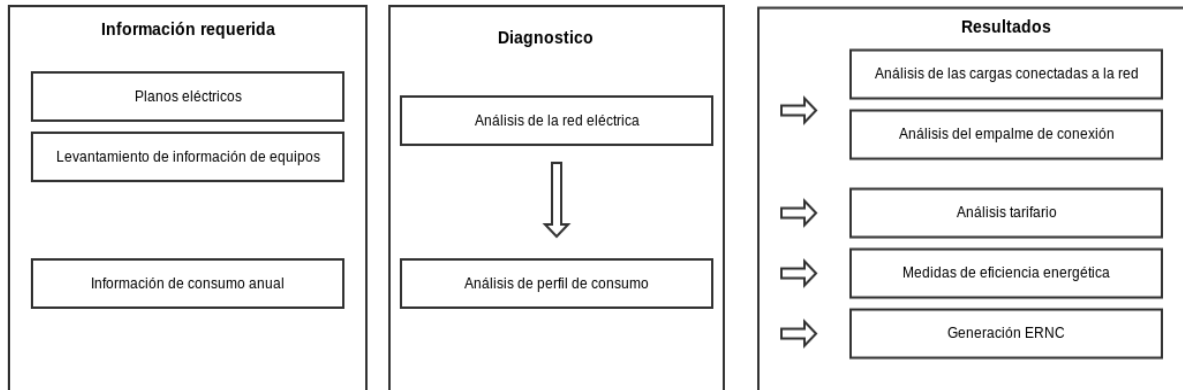 Información requerida
Planos eléctricos
Levantamiento de información de equipos
Información de consumo anual
Diagnostico
Análisis de la red eléctrica
Análisis de perfil de consumo
Resultados
Análisis de las cargas conectadas a la red
Análisis del empalme de conexión
Análisis tarifario
Medidas de eficiencia energética
Generación ERNC